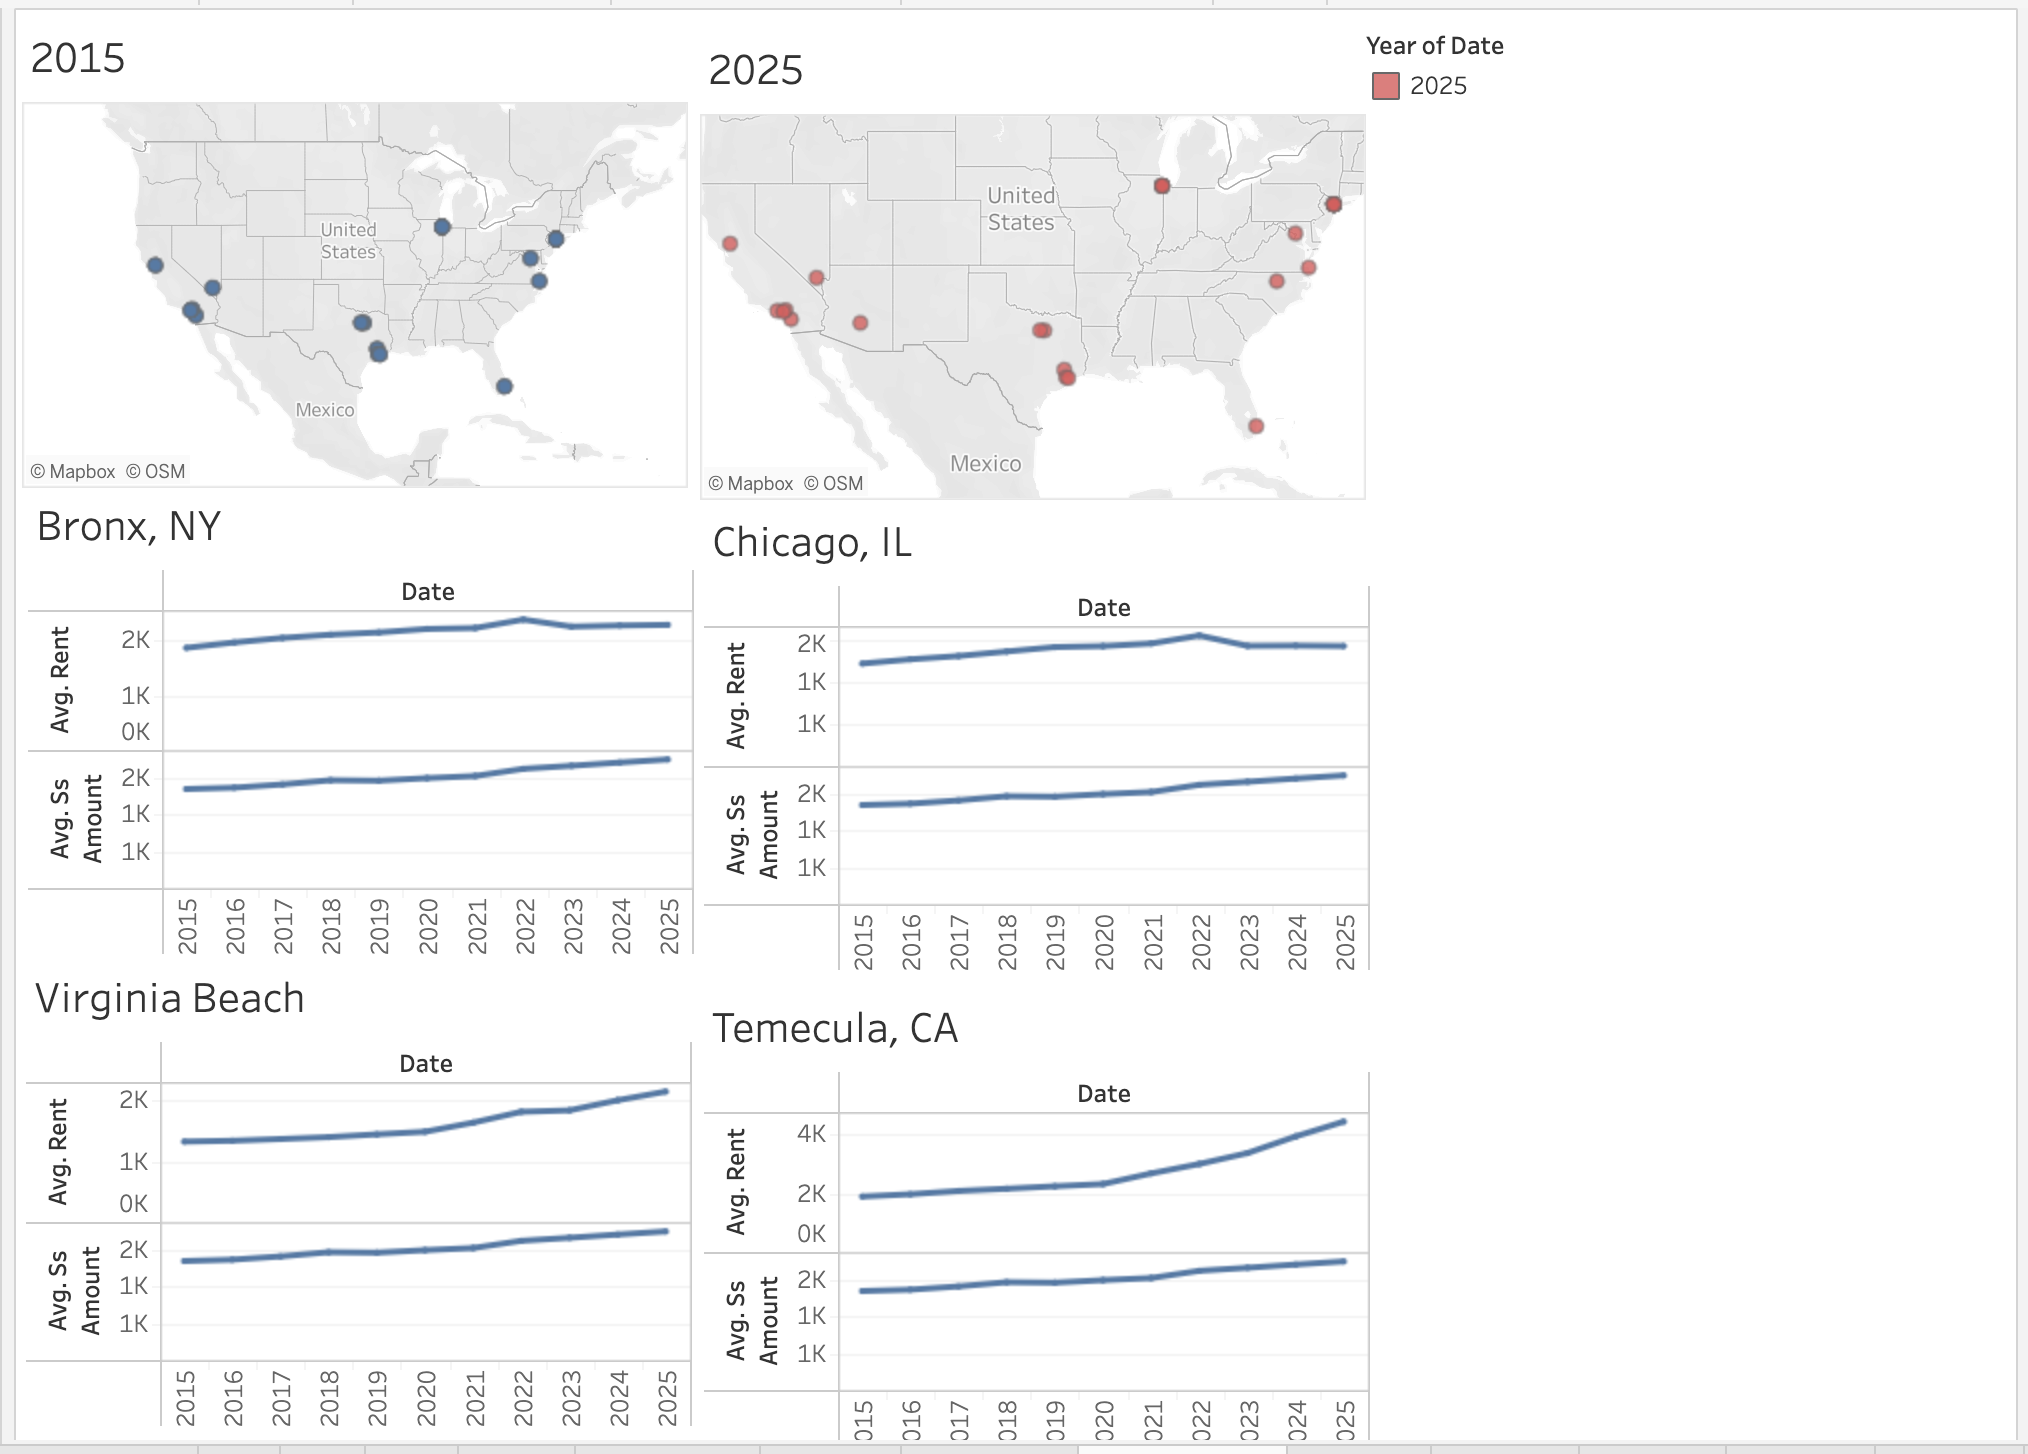 2015
2025
Year of Date
2025
United
States
Mexico
© Mapbox © OSM
United
States
Mexico
© Mapbox © OSM
Bronx, NY
Date
Avg. Rent
2K
1K
0K
Avg. Ss
Amount
2K
1K
1K
2015 2016 2017 2018 2019 2020 2021 2022 2023 2024 2025
Chicago, IL
Date
Avg. Rent
2K
1K
1K
Avg. Ss
Amount
2K
1K
1K
2015 2016 2017 2018 2019 2020 2021 2022 2023 2024 2025
Virginia Beach
Date
Avg. Rent
2K
1K
0K
Avg. Ss
Amount
2K
1K
1K
2015 2016 2017 2018 2019 2020 2021 2022 2023 2024 2025
Temecula, CA
Date
Avg. Rent
4K
2K
0K
Avg. Ss
Amount
2K
1K
1K
015 016 017 018 019 020 021 022 023 024 025